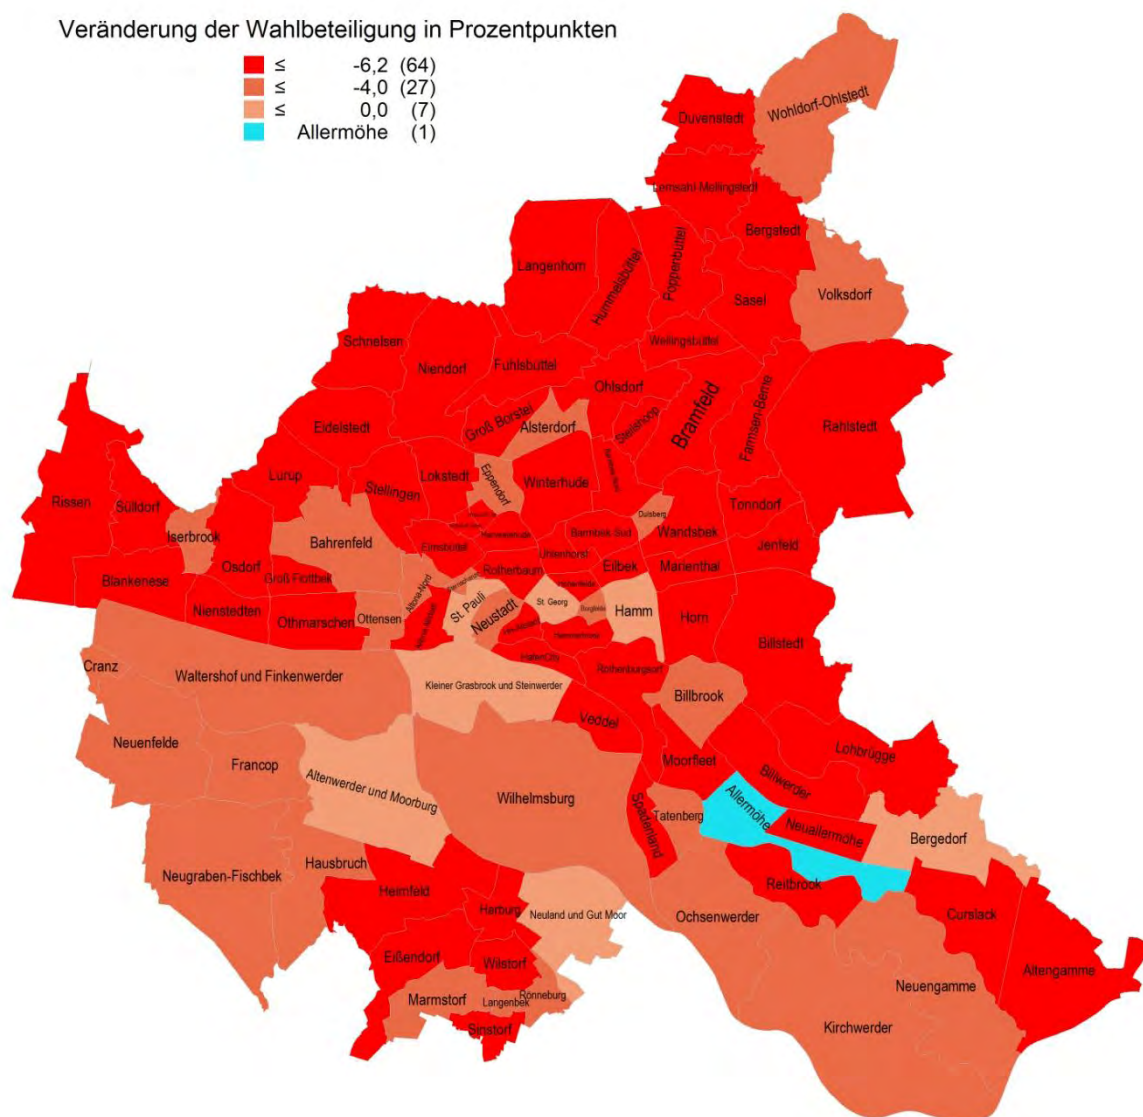 Veränderung der Wahlbeteiligung in Prozentpunkten
≤ -6,2 (64)
≤ -4,0 (27)
≤ 0,0 (7)
Allermöhe (1)
Wohldorf-Ohlstedt
Duvenstedt
Lemsahl-Mellingstedt
Bergstedt
Langenhorn
Hummelsbüttel
Poppenbüttel
Sasel
Volksdorf
Schnelsen
Niendorf
Fuhlsbüttel
Wellingsbüttel
Ohlsdorf
Groß Borstel
Alsterdorf
Steilshoop
Bramfeld
Farmsen-Berne
Rahlstedt
Eidelstedt
Lurup
Stellingen
Lokstedt
Eppendorf
Winterhude
Dulsberg
Wandsbek
Tonndorf
Jenfeld
Rissen
Sülldorf
Iserbrook
Osdorf
Bahrenfeld
Eimsbüttel
Rotherbaum
Uhlenhorst
Barmbek-Süd
Eilbek
Marienthal
Blankenese
Nienstedten
Groß Flottbek
Othmarschen
Ottensen
Altona-Nord
St. Pauli
Neustadt
St. Georg
Borgfelde
Hamm
Horn
Billstedt
HafenCity
Rothenburgsort
Cranz
Waltershof und Finkenwerder
Kleiner Grasbrook und Steinwerder
Veddel
Billbrook
Neuenfelde
Francop
Altenwerder und Moorburg
Wilhelmsburg
Moorfleet
Billwerder
Lohbrügge
Spadenland
Tatenberg
Allermöhe
Neuallermöhe
Bergedorf
Neugraben-Fischbek
Hausbruch
Heimfeld
Harburg
Neuland und Gut Moor
Ochsenwerder
Reitbrook
Curslack
Altengamme
Eißendorf
Wilstorf
Marmstorf
Langenbek
Rönneburg
Sinstorf
Neuengamme
Kirchwerder